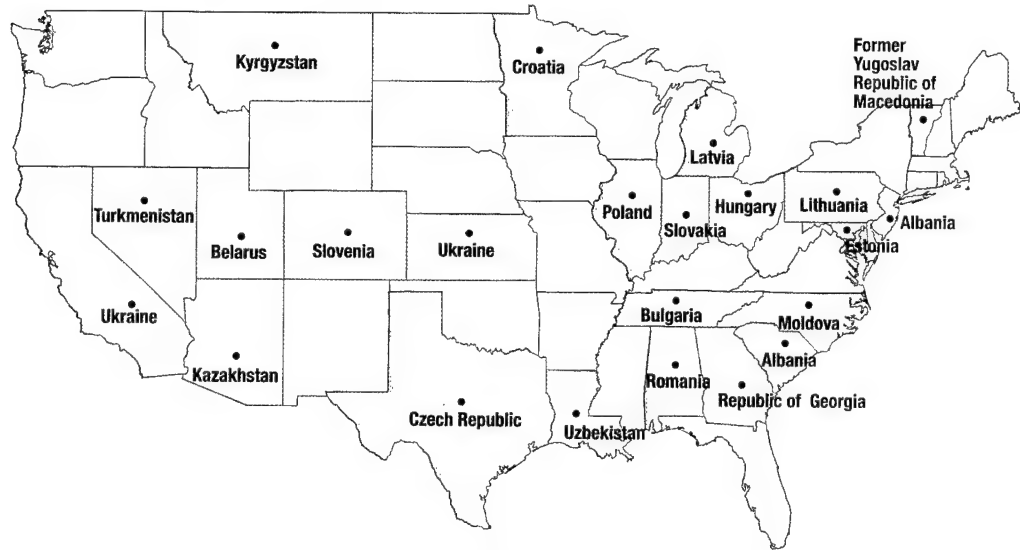 Kyrgyzstan
Croatia
Former
Yugoslav
Republic of
Macedonia
Latvia
Turkmenistan
Belarus
Slovenia
Ukraine
Poland
Slovakia
Hungary
Lithuania
Albania
Estonia
Ukraine
Kazakhstan
Bulgaria
Moldova
Albania
Romania
Republic of Georgia
Czech Republic
Uzbekistan